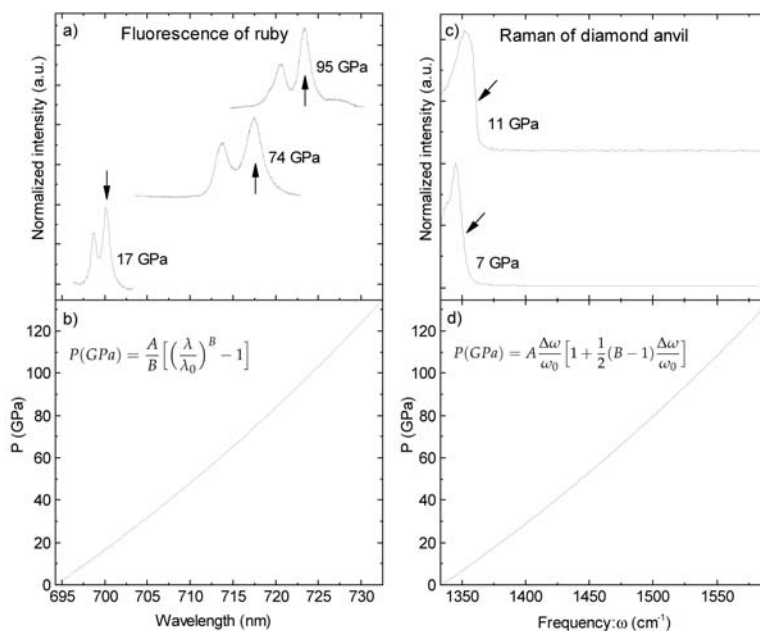 a) Fluorescence of ruby
95 GPa
74 GPa
17 GPa
Normalized intensity (a.u.)
b)
P(GPa) = A/B [(λ/λ₀)^B − 1]
P (GPa)
120
100
80
60
40
20
0
695 700 705 710 715 720 725 730
Wavelength (nm)
c) Raman of diamond anvil
11 GPa
7 GPa
Normalized intensity (a.u.)
d)
P(GPa) = A Δω/ω₀ [1 + 1/2 (B − 1) Δω/ω₀]
P (GPa)
120
100
80
60
40
20
0
1350 1400 1450 1500 1550
Frequency:ω (cm⁻¹)